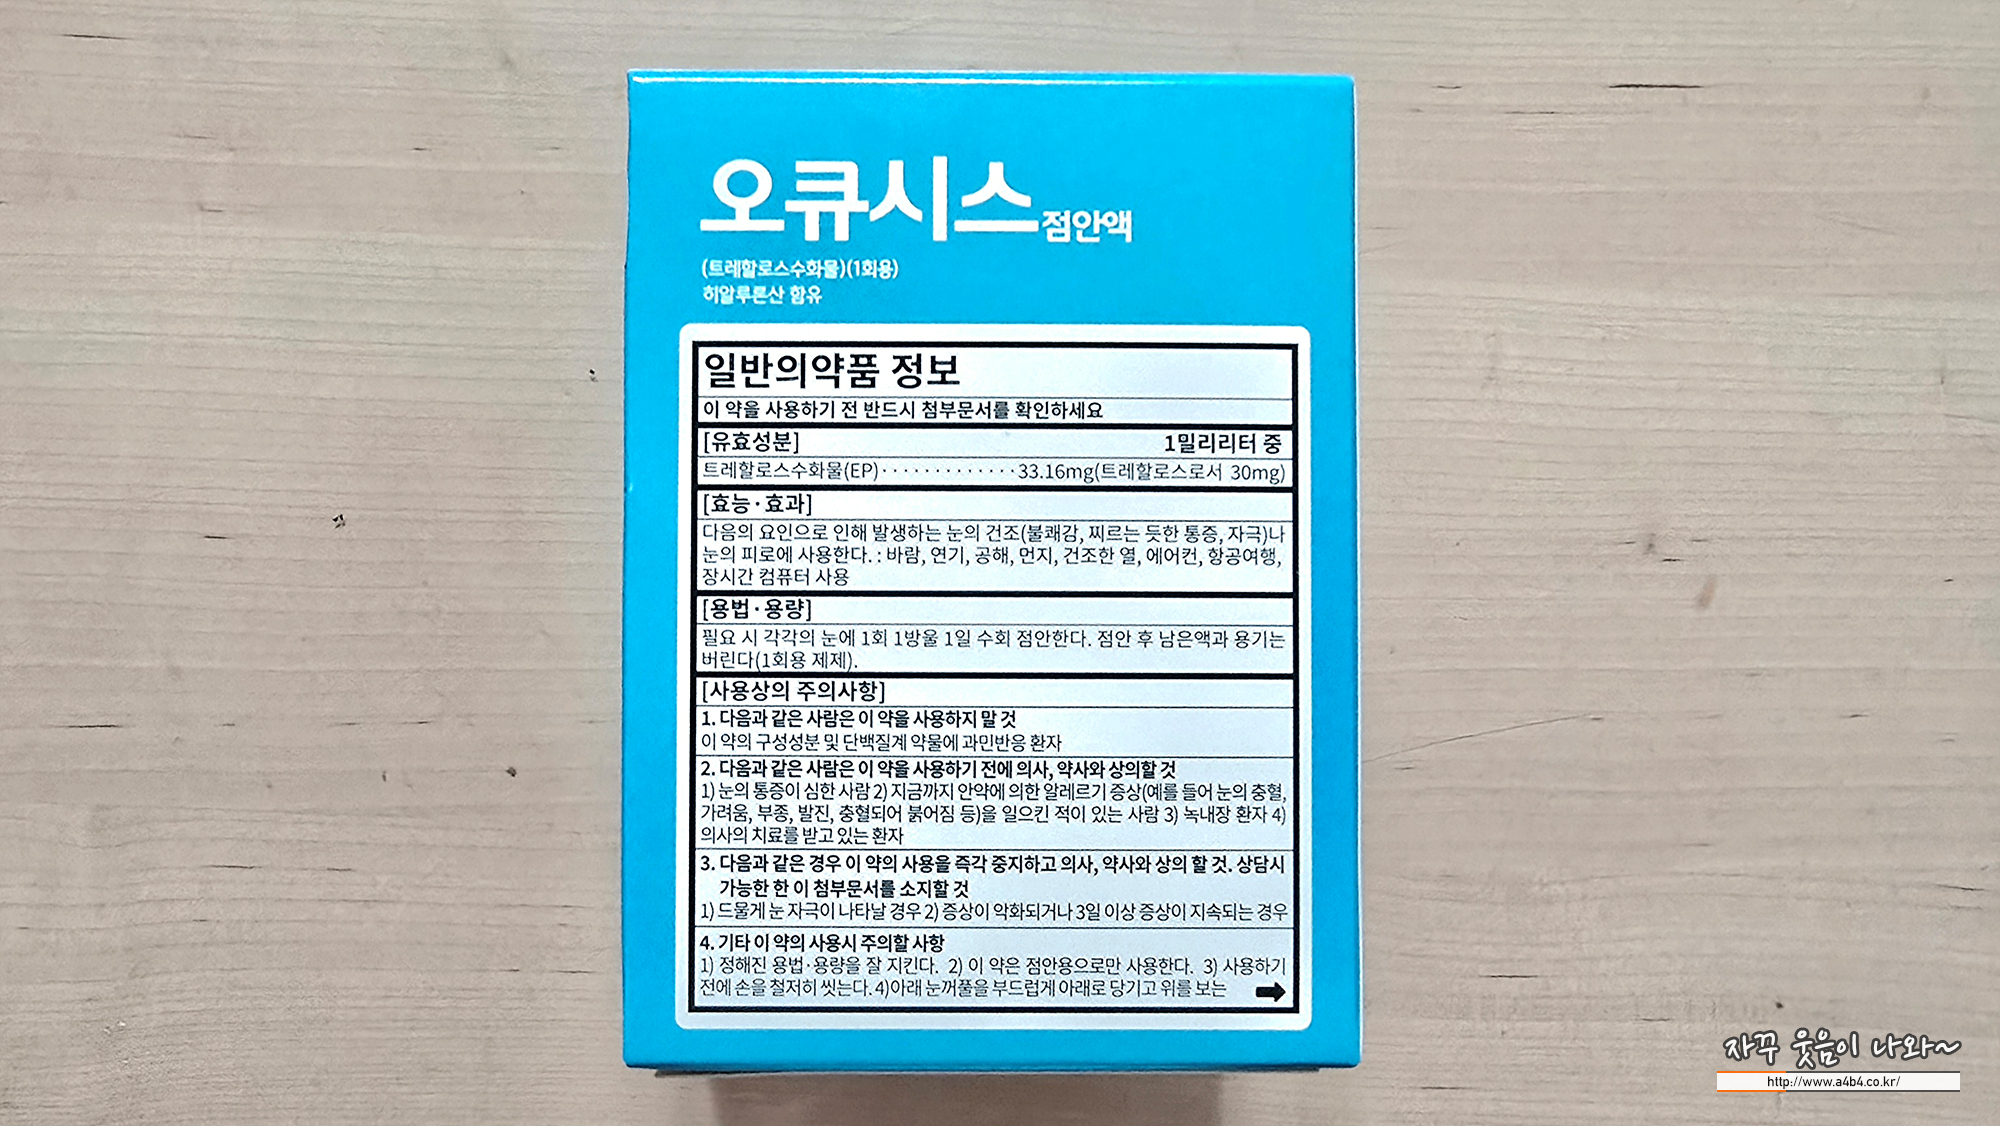 오큐시스 점안액
(트레할로스수화물)(1회용)
히알루론산 함유
일반의약품 정보
이 약을 사용하기 전 반드시 첨부문서를 확인하세요
[유효성분] 1밀리리터 중
트레할로스수화물(EP)·············33.16mg(트레할로스로서 30mg)
[효능·효과]
다음의 요인으로 인해 발생하는 눈의 건조(불쾌감, 찌르는 듯한 통증, 자극)나
눈의 피로에 사용한다. : 바람, 연기, 공해, 먼지, 건조한 열, 에어컨, 항공여행,
장시간 컴퓨터 사용
[용법·용량]
필요 시 각각의 눈에 1회 1방울 1일 수회 점안한다. 점안 후 남은액과 용기는
버린다(1회용 제제).
[사용상의 주의사항]
1. 다음과 같은 사람은 이 약을 사용하지 말 것
이 약의 구성성분 및 단백질계 약물에 과민반응 환자
2. 다음과 같은 사람은 이 약을 사용하기 전에 의사, 약사와 상의할 것
1) 눈의 통증이 심한 사람 2) 지금까지 안약에 의한 알레르기 증상(예를 들어 눈의 충혈,
가려움, 부종, 발진, 충혈되어 붉어짐 등)을 일으킨 적이 있는 사람 3) 녹내장 환자 4)
의사의 치료를 받고 있는 환자
3. 다음과 같은 경우 이 약의 사용을 즉각 중지하고 의사, 약사와 상의 할 것. 상담시
가능한 한 이 첨부문서를 소지할 것
1) 드물게 눈 자극이 나타날 경우 2) 증상이 악화되거나 3일 이상 증상이 지속되는 경우
4. 기타 이 약의 사용시 주의할 사항
1) 정해진 용법·용량을 잘 지킨다. 2) 이 약은 점안용으로만 사용한다. 3) 사용하기
전에 손을 철저히 씻는다. 4)아래 눈꺼풀을 부드럽게 아래로 당기고 위를 보는
자꾸 웃음이 나와~
http://www.a4b4.co.kr/